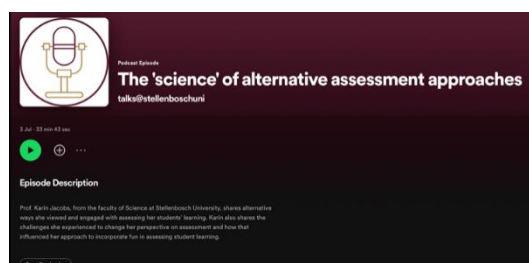 Podcast Episode
The 'science' of alternative assessment approaches
talks@stellenboschuni
3 Jul · 33 min 43 sec
Episode Description
Prof. Karin Jacobs, from the faculty of Science at Stellenbosch University, shares alternative
ways she viewed and engaged with assessing her students' learning. Karin also shares the
challenges she experienced to change her perspective on assessment and how that
influenced her approach to incorporate fun in assessing student learning.